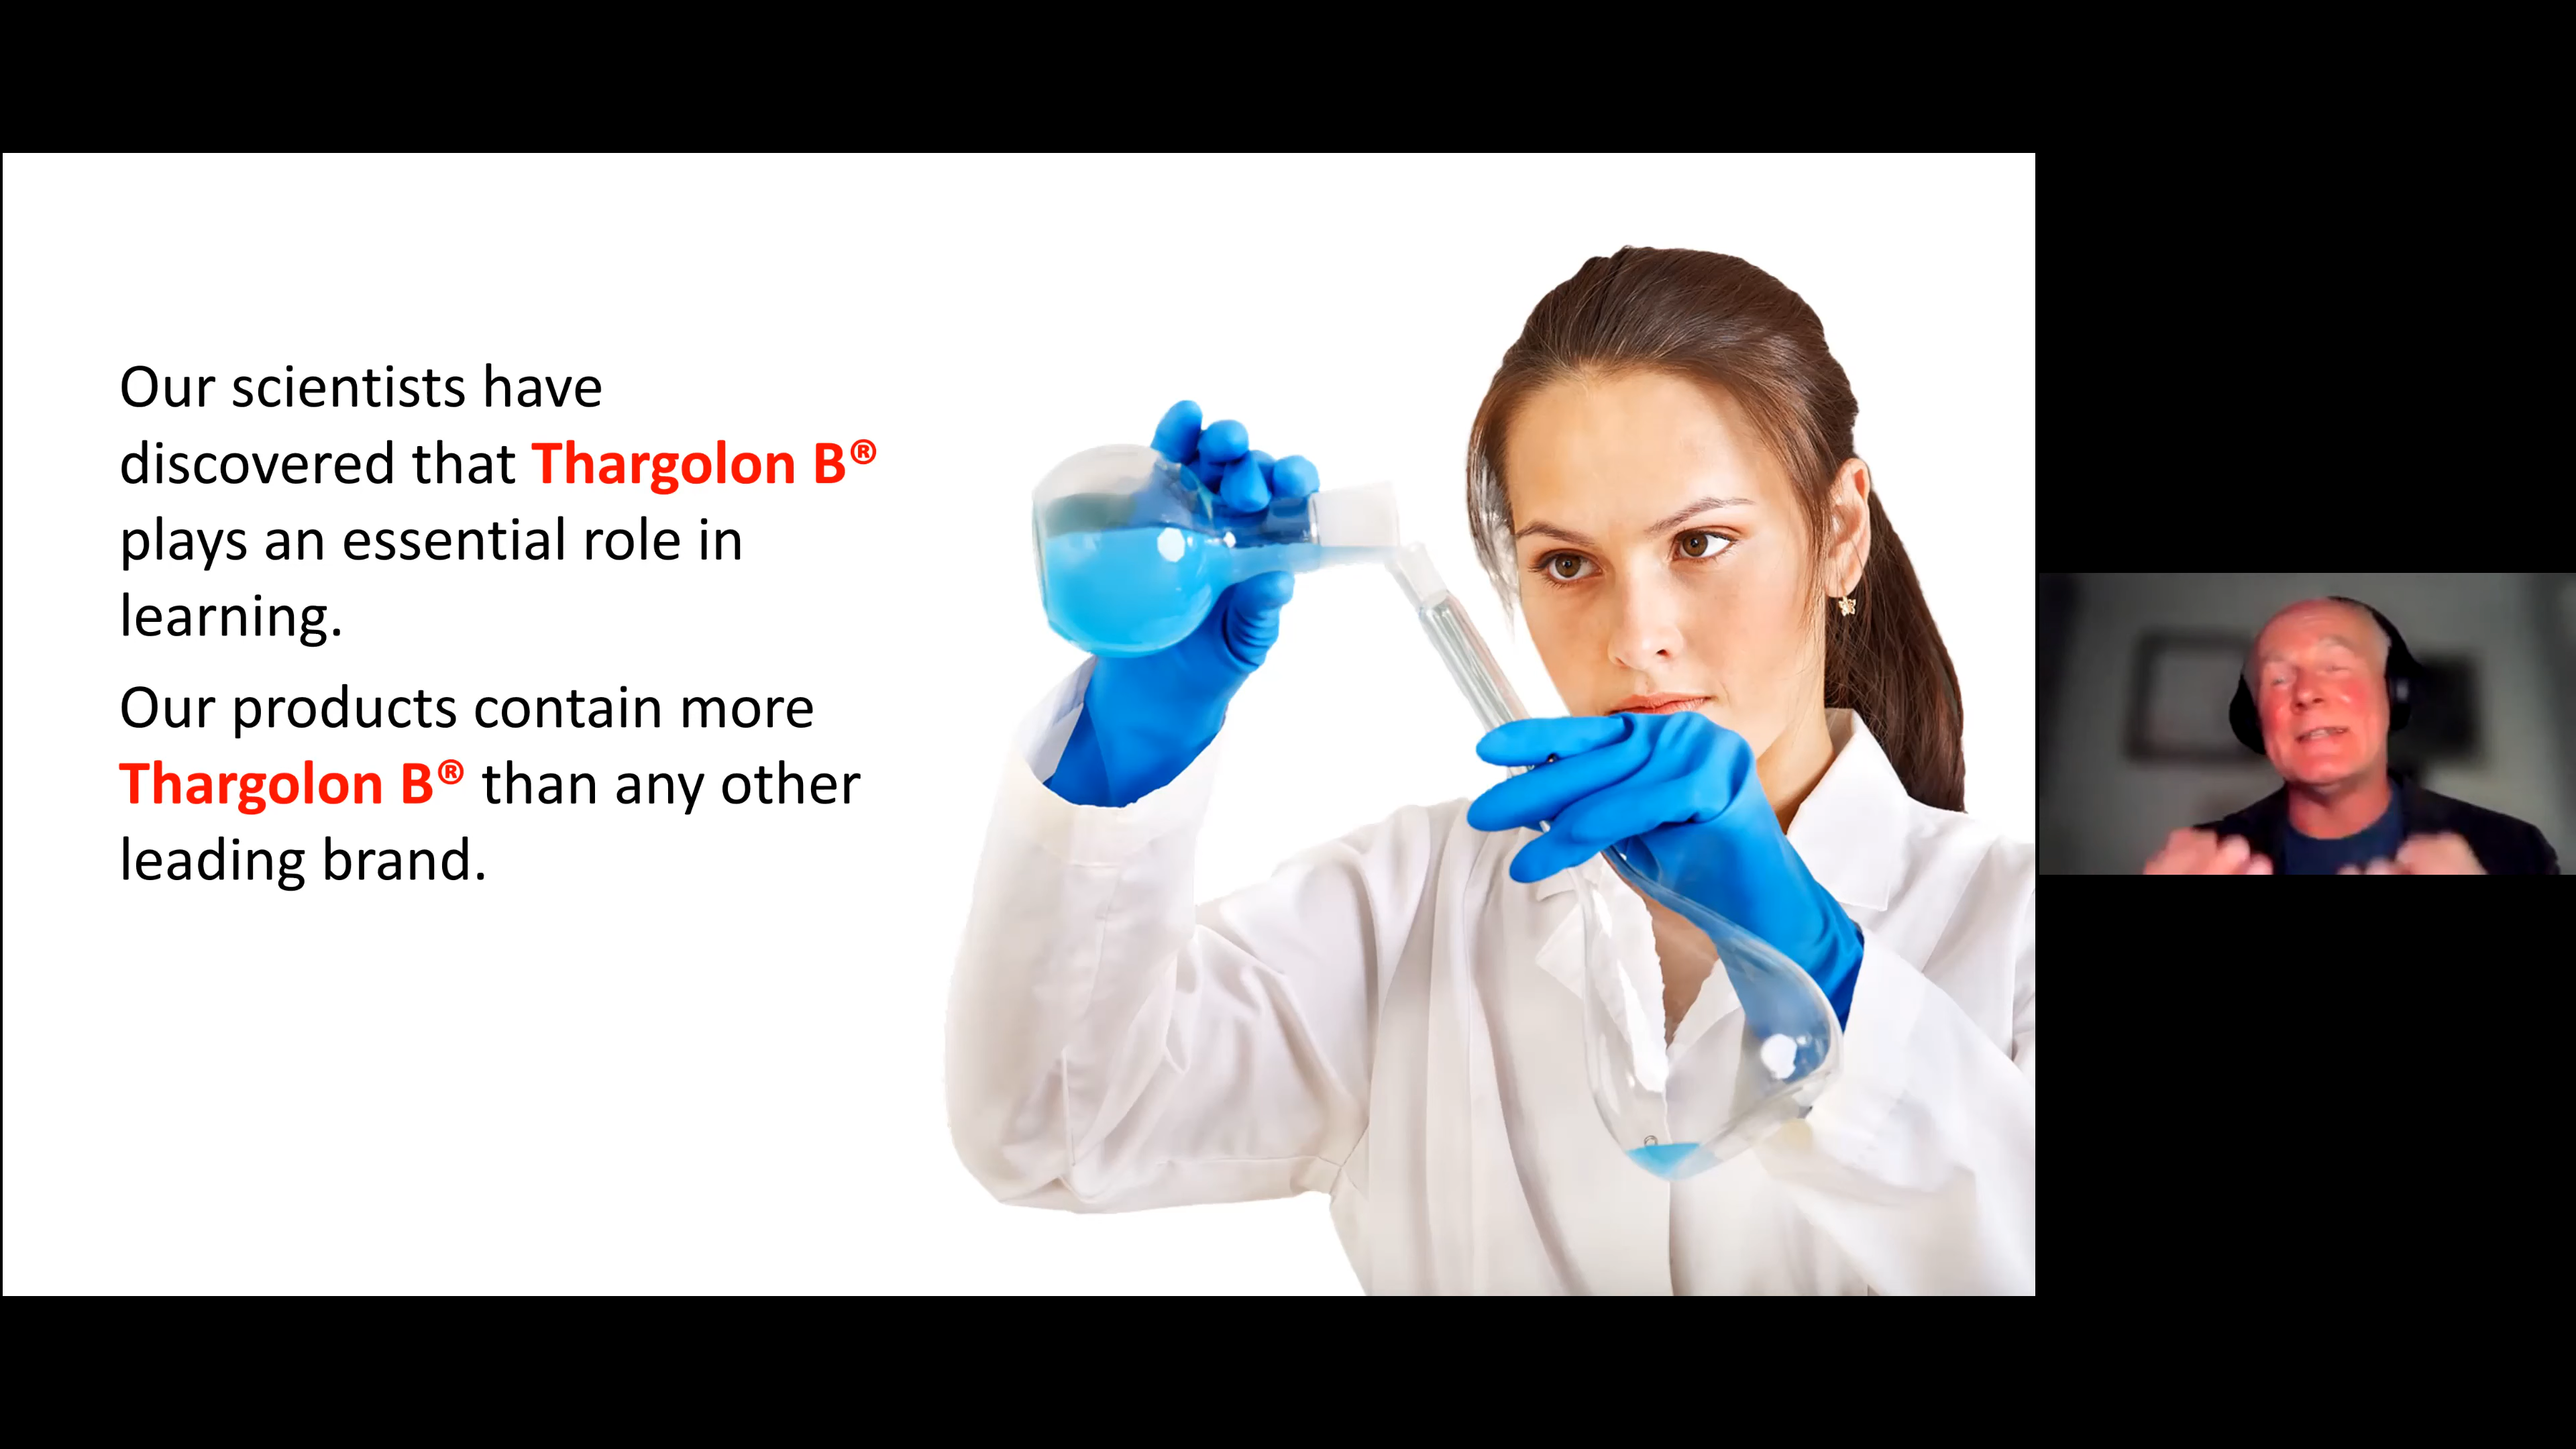 Our scientists have
discovered that Thargolon B®
plays an essential role in
learning.
Our products contain more
Thargolon B® than any other
leading brand.